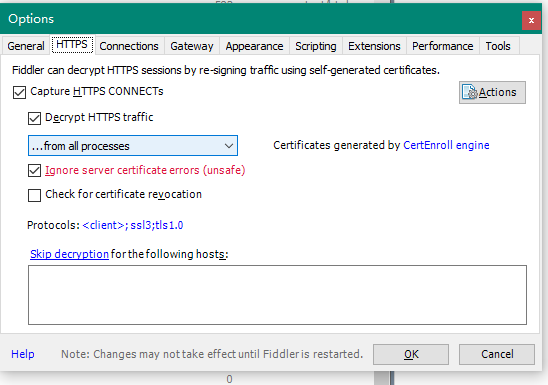 Options
x
General HTTPS Connections Gateway Appearance Scripting Extensions Performance Tools
Fiddler can decrypt HTTPS sessions by re-signing traffic using self-generated certificates.
Capture HTTPS CONNECTs
Actions
Decrypt HTTPS traffic
...from all processes
Certificates generated by CertEnroll engine
Ignore server certificate errors (unsafe)
Check for certificate revocation
Protocols: <client>; ssl3;tls1.0
Skip decryption for the following hosts:
Help
Note: Changes may not take effect until Fiddler is restarted.
OK
Cancel
0